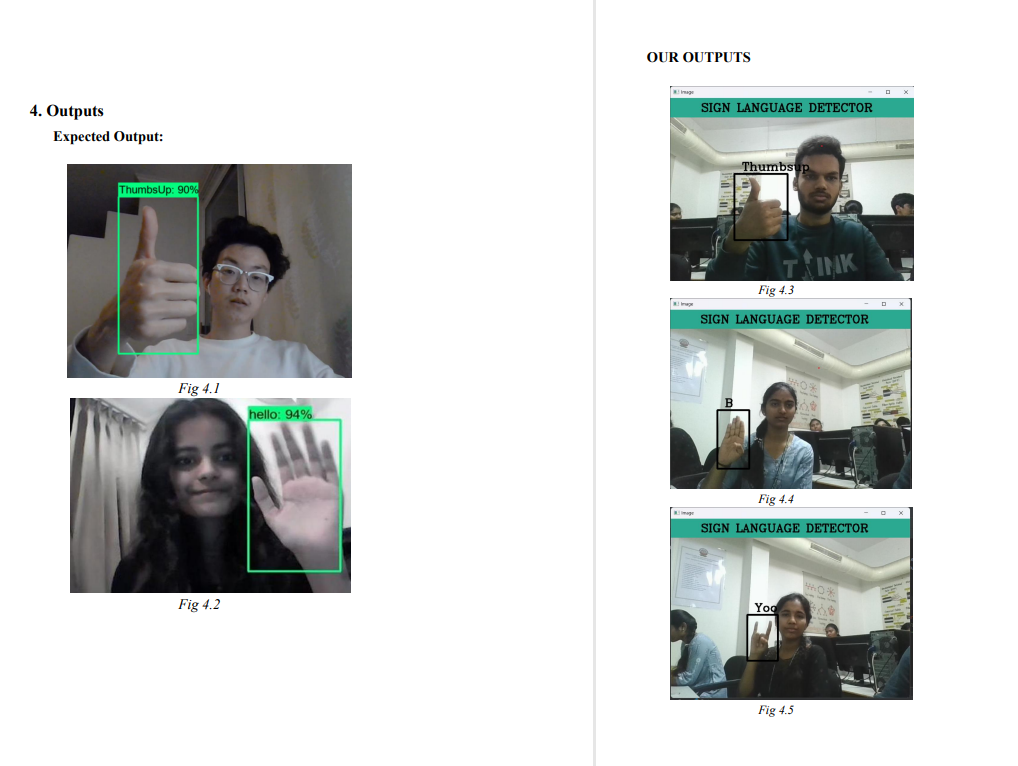 4. Outputs
Expected Output:
ThumbsUp: 90%
Fig 4.1
hello: 94%
Fig 4.2
OUR OUTPUTS
Image
SIGN LANGUAGE DETECTOR
Thumbsup
THINK
Fig 4.3
Image
SIGN LANGUAGE DETECTOR
B
Fig 4.4
Image
SIGN LANGUAGE DETECTOR
Yoo
Fig 4.5